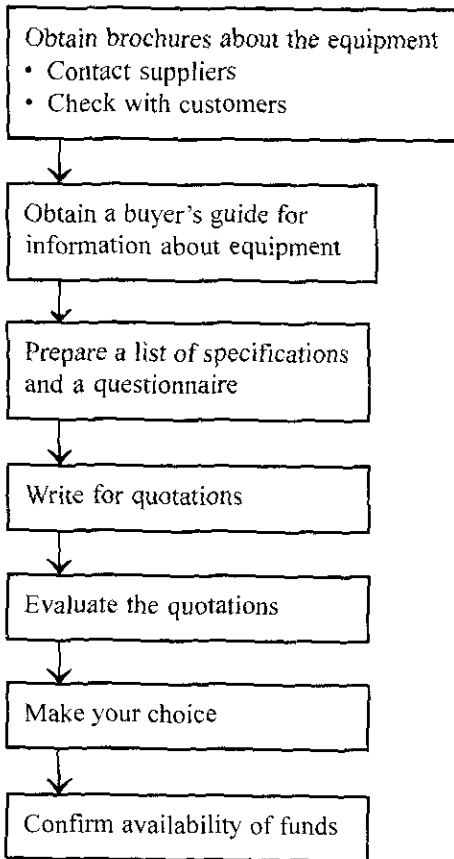 Obtain brochures about the equipment
• Contact suppliers
• Check with customers
Obtain a buyer's guide for
information about equipment
Prepare a list of specifications
and a questionnaire
Write for quotations
Evaluate the quotations
Make your choice
Confirm availability of funds